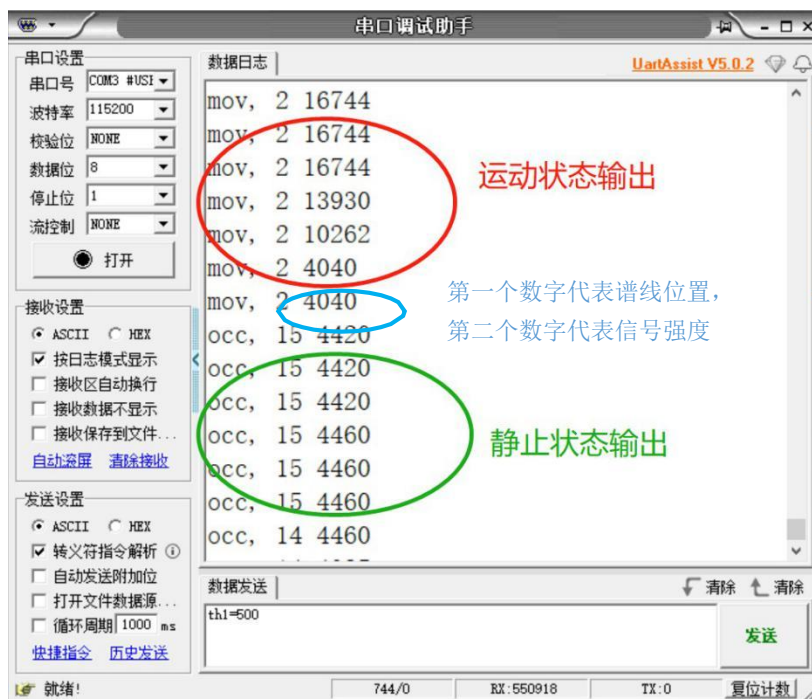 串口调试助手
串口设置
串口号 COM3 #USI
波特率 115200
校验位 NONE
数据位 8
停止位 1
流控制 NONE
打开
接收设置
ASCII HEX
按日志模式显示
接收区自动换行
接收数据不显示
接收保存到文件...
自动滚屏 清除接收
发送设置
ASCII HEX
转义符指令解析
自动发送附加位
打开文件数据源...
循环周期 1000 ms
快捷指令 历史发送
数据日志 UartAssist V5.0.2
mov, 2 16744
mov, 2 16744
mov, 2 16744
mov, 2 13930
mov, 2 10262
mov, 2 4040
mov, 2 4040
occ, 15 4420
occ, 15 4420
occ, 15 4420
occ, 15 4460
occ, 15 4460
occ, 15 4460
occ, 14 4460
运动状态输出
第一个数字代表谱线位置，
第二个数字代表信号强度
静止状态输出
数据发送 清除 清除
th1=500
发送
就绪! 744/0 RX:550918 TX:0 复位计数